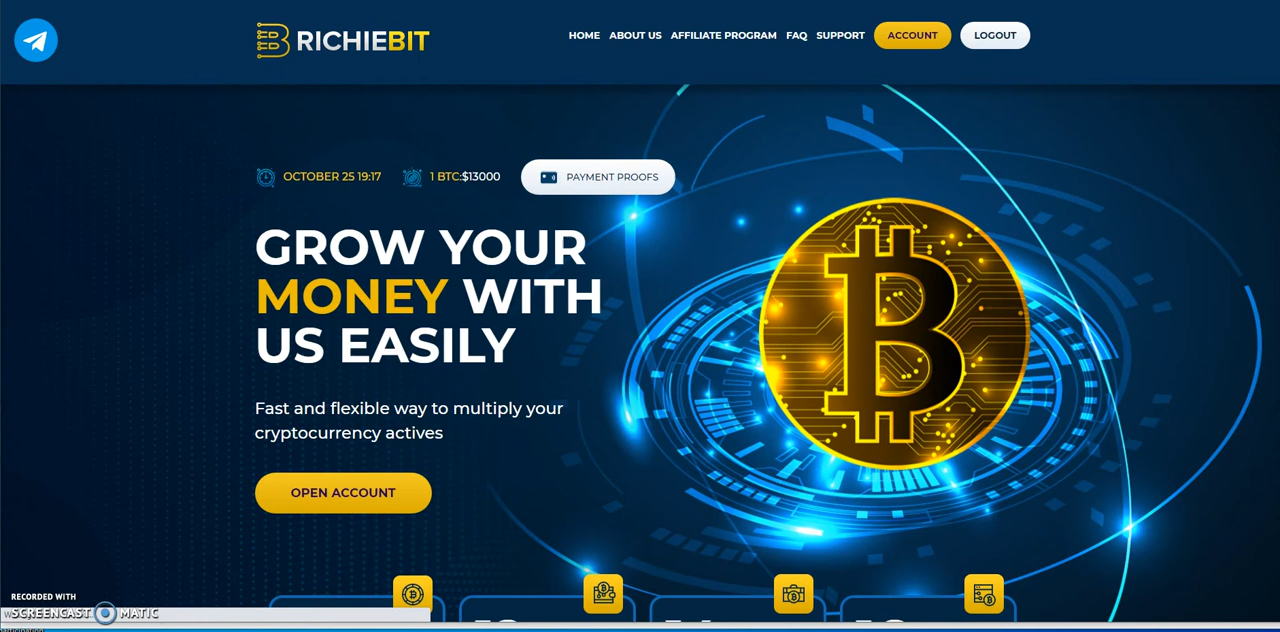 RICHIEBIT
HOME ABOUT US AFFILIATE PROGRAM FAQ SUPPORT ACCOUNT LOGOUT
OCTOBER 25 19:17 1 BTC:$13000 PAYMENT PROOFS
GROW YOUR
MONEY WITH
US EASILY
Fast and flexible way to multiply your
cryptocurrency actives
OPEN ACCOUNT
RECORDED WITH
SCREENCAST MATIC